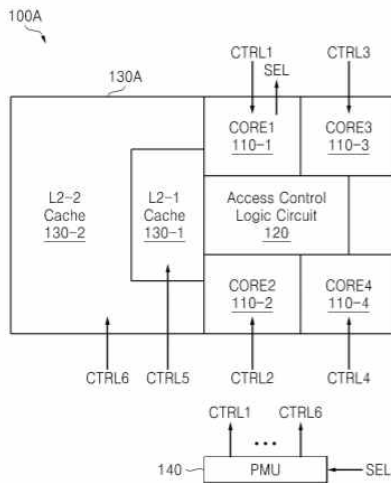 100A
CTRL1
CTRL3
130A
SEL
CORE1
110-1
CORE3
110-3
L2-2
Cache
130-2
L2-1
Cache
130-1
Access Control
Logic Circuit
120
CORE2
110-2
CORE4
110-4
CTRL6
CTRL5
CTRL2
CTRL4
CTRL1
CTRL6
...
140
PMU
SEL